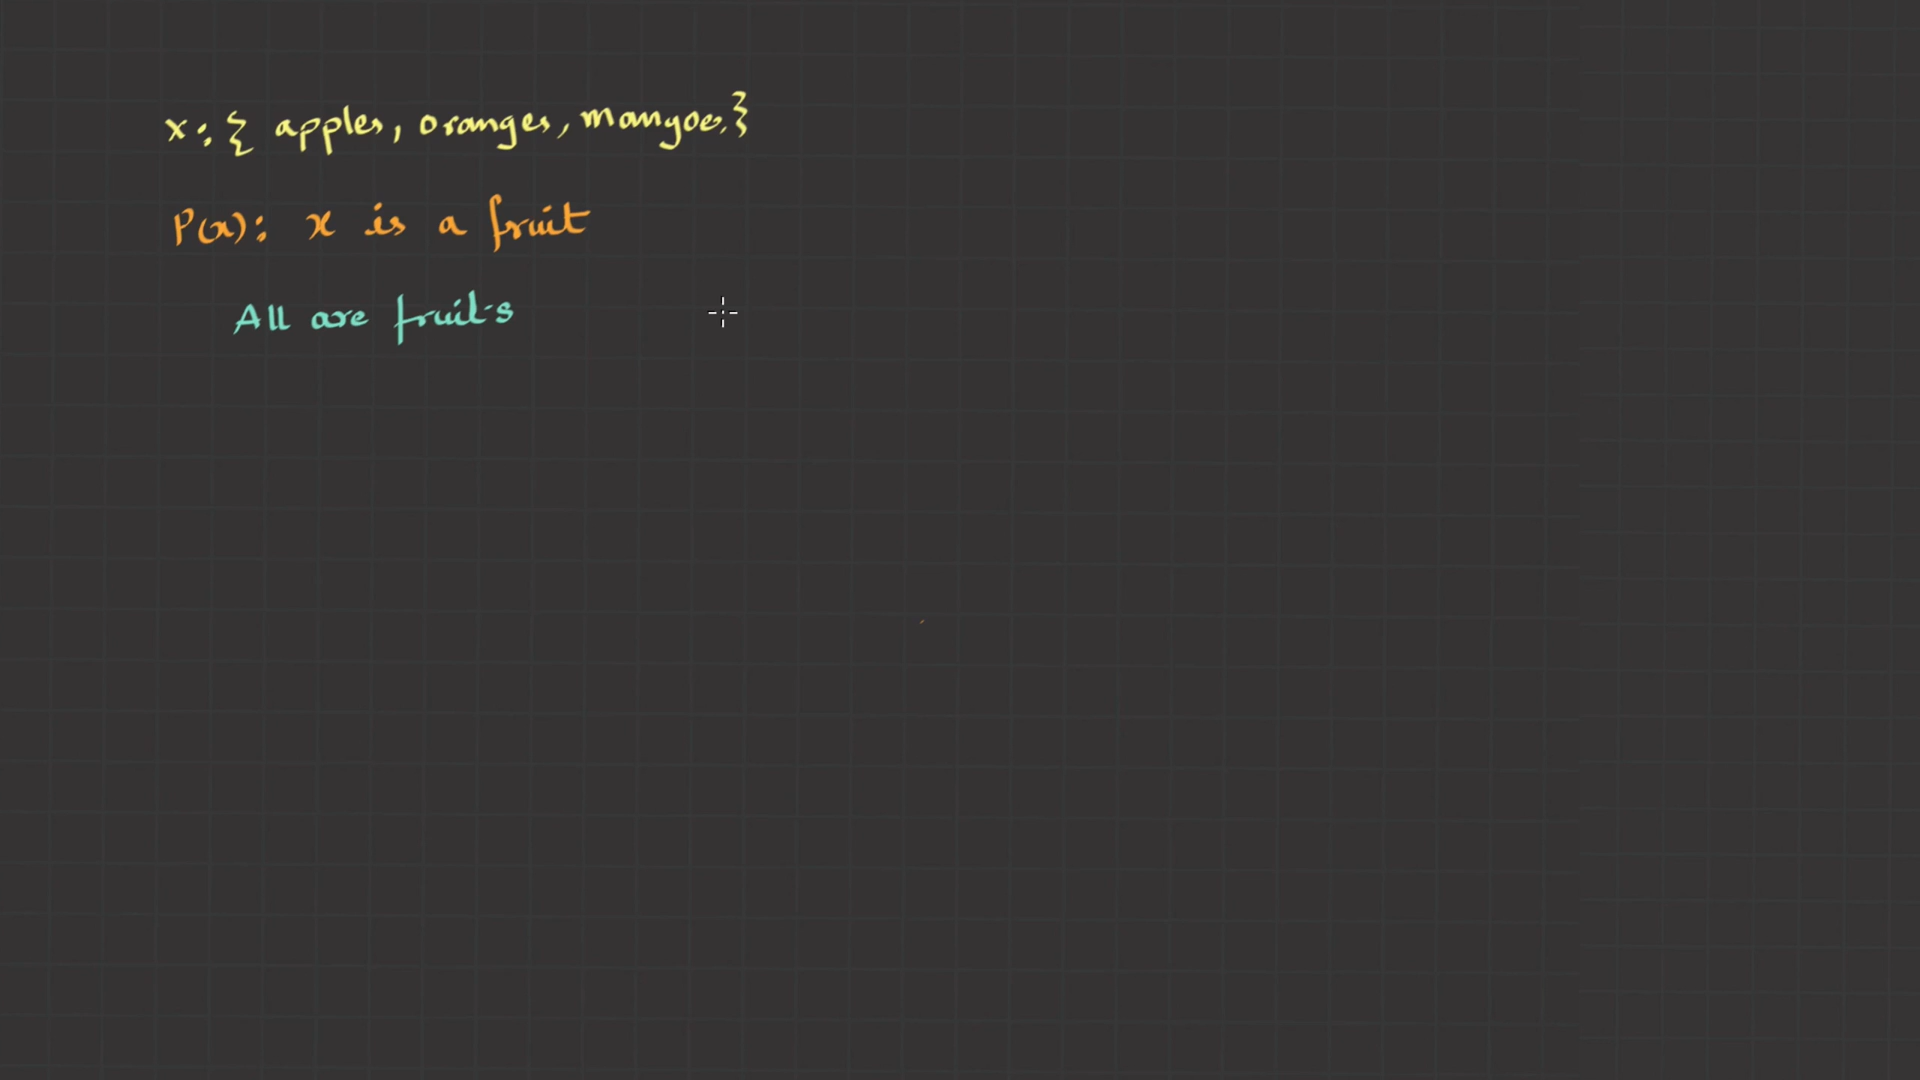 x: { apples, oranges, mangoes}
P(x): x is a fruit
All are fruits